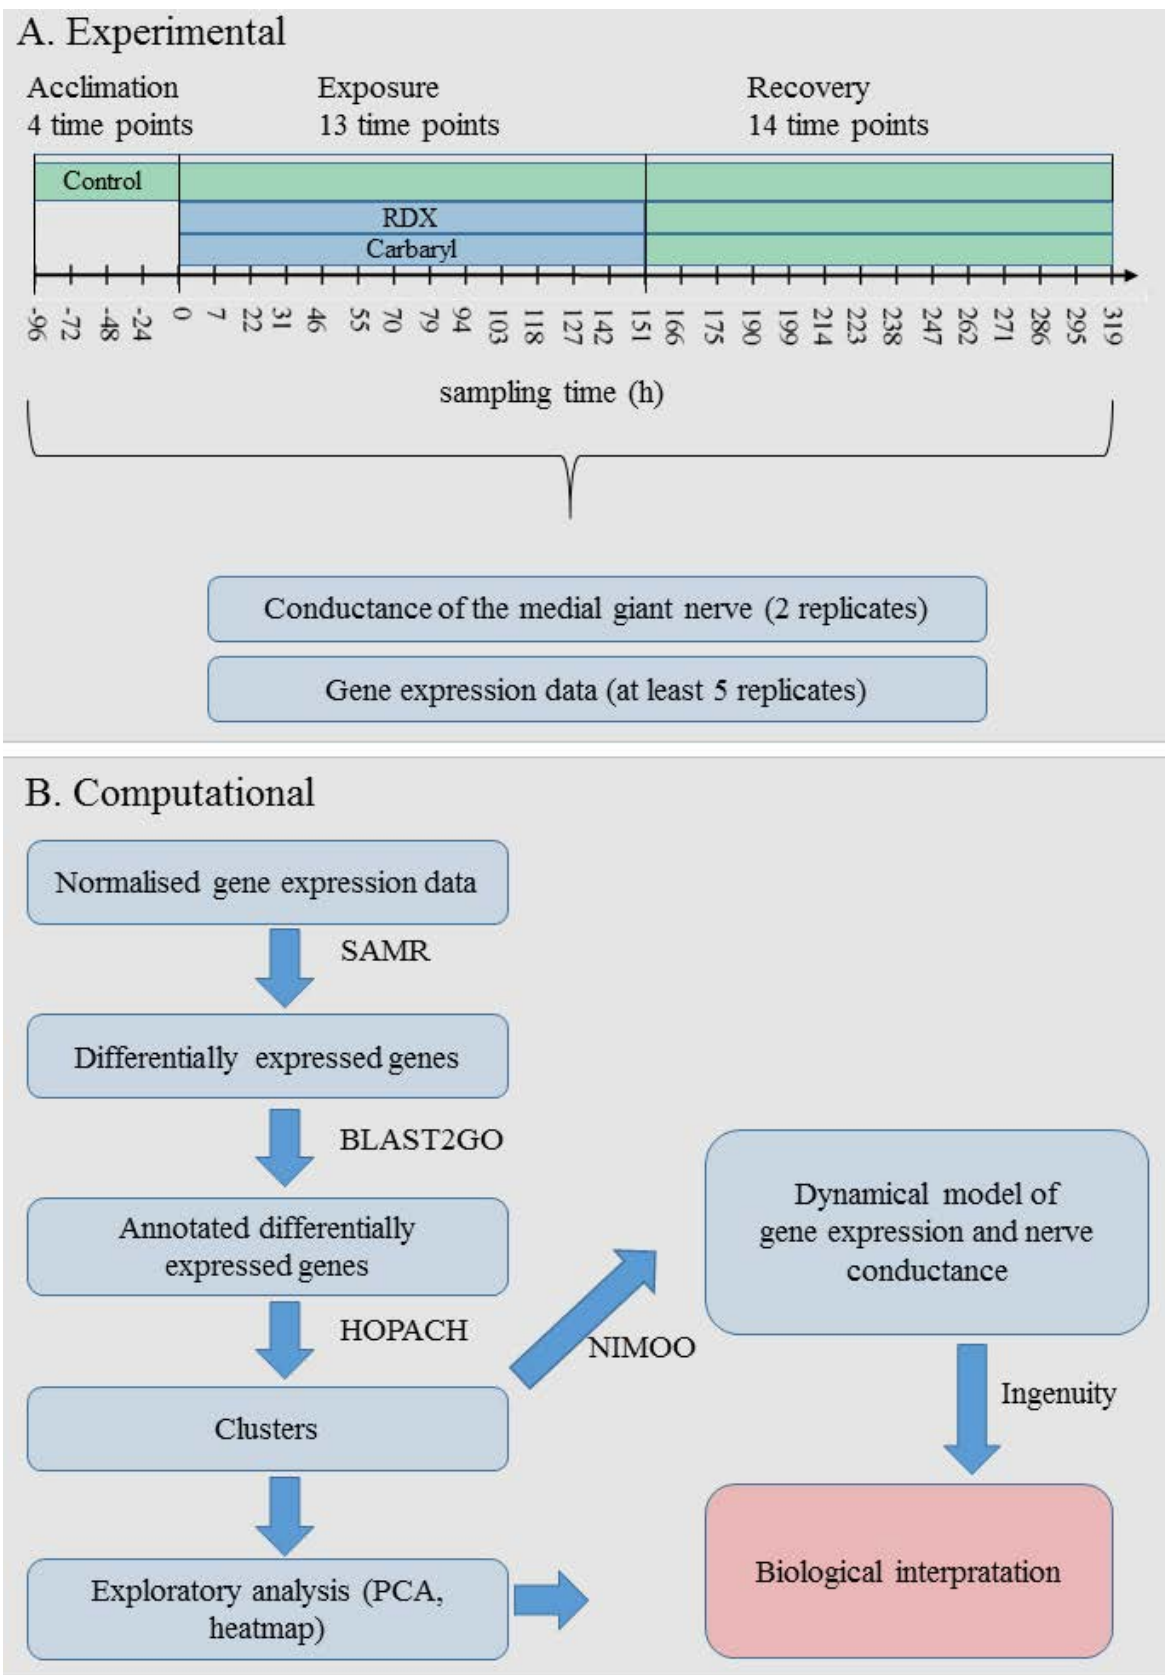 A. Experimental
Acclimation
4 time points
Exposure
13 time points
Recovery
14 time points
Control
RDX
Carbaryl
-96 -72 -48 -24 0 7 22 31 46 55 70 79 94 103 118 127 142 151 166 175 190 199 214 223 238 247 262 271 286 295 319
sampling time (h)
Conductance of the medial giant nerve (2 replicates)
Gene expression data (at least 5 replicates)
B. Computational
Normalised gene expression data
SAMR
Differentially expressed genes
BLAST2GO
Annotated differentially
expressed genes
HOPACH
Clusters
Exploratory analysis (PCA,
heatmap)
NIMOO
Dynamical model of
gene expression and nerve
conductance
Ingenuity
Biological interpratation